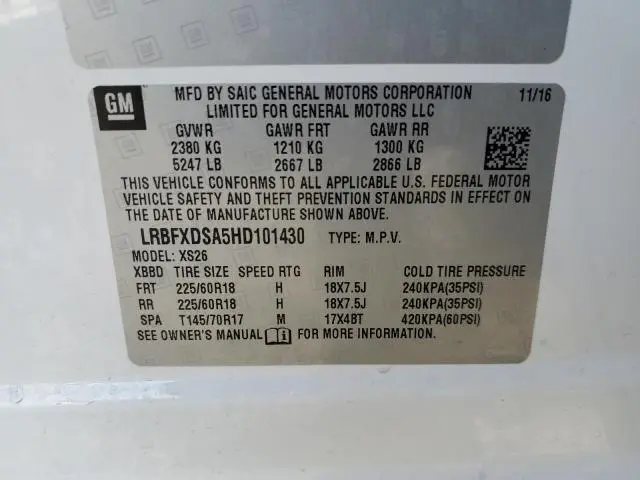 GM
MFD BY SAIC GENERAL MOTORS CORPORATION 11/16
LIMITED FOR GENERAL MOTORS LLC
GVWR GAWR FRT GAWR RR
2380 KG 1210 KG 1300 KG
5247 LB 2667 LB 2866 LB
THIS VEHICLE CONFORMS TO ALL APPLICABLE U.S. FEDERAL MOTOR
VEHICLE SAFETY AND THEFT PREVENTION STANDARDS IN EFFECT ON
THE DATE OF MANUFACTURE SHOWN ABOVE.
LRBFXDSA5HD101430 TYPE: M.P.V.
MODEL: XS26
XBBD TIRE SIZE SPEED RTG RIM COLD TIRE PRESSURE
FRT 225/60R18 H 18X7.5J 240KPA(35PSI)
RR 225/60R18 H 18X7.5J 240KPA(35PSI)
SPA T145/70R17 M 17X4BT 420KPA(60PSI)
SEE OWNER'S MANUAL i FOR MORE INFORMATION